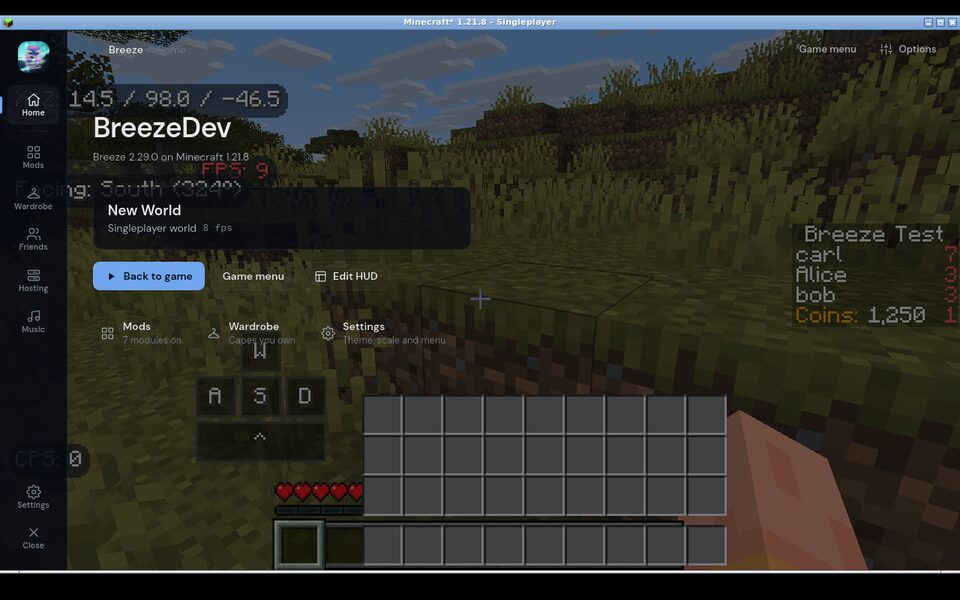 Minecraft* 1.21.8 - Singleplayer
Breeze
Home
Game menu
Options
14.5 / 98.0 / -46.5
Home
BreezeDev
Breeze 2.29.0 on Minecraft 1.21.8
FPS: 9
Mods
Facing: South (324°)
Wardrobe
New World
Singleplayer world 8 fps
Friends
Breeze Test
carl 7
Alice 3
bob 3
Coins: 1,250 1
Back to game
Game menu
Edit HUD
Hosting
Music
Mods
7 modules on
Wardrobe
Capes you own
Settings
Theme, scale and menu
W
A S D
^
CPS: 0
Settings
Close